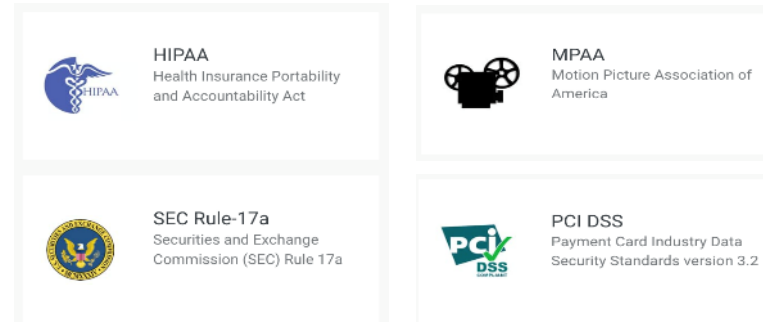 HIPAA
Health Insurance Portability
and Accountability Act
HIPAA
MPAA
Motion Picture Association of
America
SEC Rule-17a
Securities and Exchange
Commission (SEC) Rule 17a
PCI DSS
Payment Card Industry Data
Security Standards version 3.2
PCI
DSS
COMPLIANT